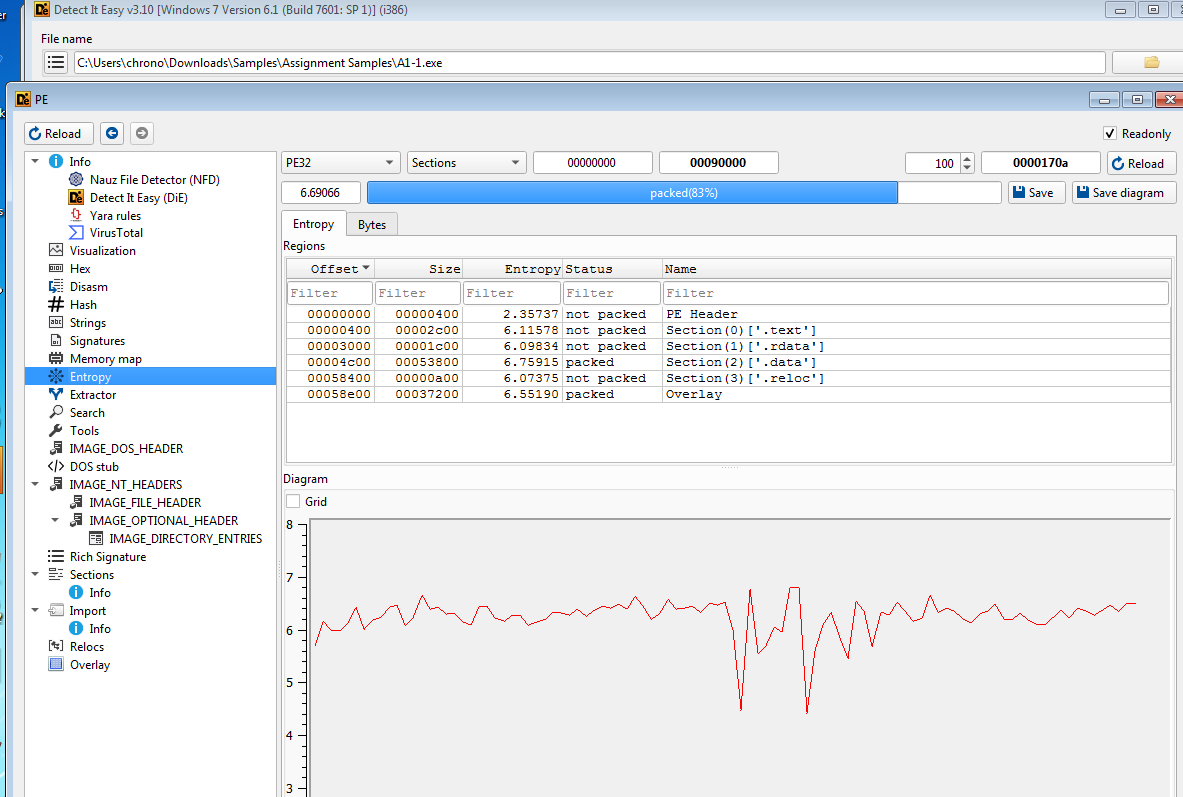 Detect It Easy v3.10 [Windows 7 Version 6.1 (Build 7601: SP 1)] (i386)
File name
C:\Users\chrono\Downloads\Samples\Assignment Samples\A1-1.exe
PE
Reload
Readonly
Info
PE32 Sections 00000000 00090000 100 0000170a Reload
Nauz File Detector (NFD)
6.69066 packed(83%) Save Save diagram
Detect It Easy (DiE)
Yara rules
Entropy Bytes
VirusTotal
Regions
Visualization
Hex
Offset Size Entropy Status Name
Disasm
Filter Filter Filter Filter Filter
Hash
00000000 00000400 2.35737 not packed PE Header
Strings
00000400 00002c00 6.11578 not packed Section(0)['.text']
Signatures
00003000 00001c00 6.09834 not packed Section(1)['.rdata']
Memory map
00004c00 00053800 6.75915 packed Section(2)['.data']
Entropy
00058400 00000a00 6.07375 not packed Section(3)['.reloc']
Extractor
00058e00 00037200 6.55190 packed Overlay
Search
Tools
IMAGE_DOS_HEADER
DOS stub
IMAGE_NT_HEADERS
Diagram
IMAGE_FILE_HEADER
Grid
IMAGE_OPTIONAL_HEADER
8
IMAGE_DIRECTORY_ENTRIES
Rich Signature
Sections
7
Info
Import
Info
6
Relocs
Overlay
5
4
3